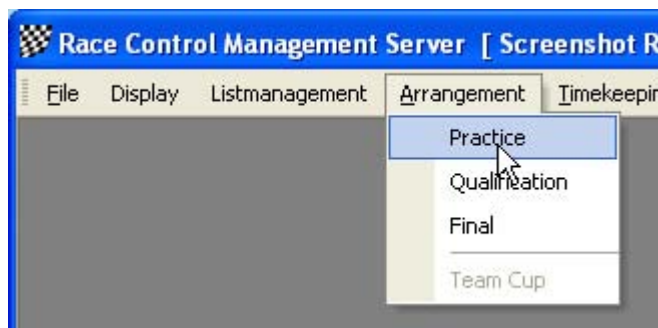 Race Control Management Server [ Screenshot R
File Display Listmanagement Arrangement Timekeepin
Practice
Qualification
Final
Team Cup